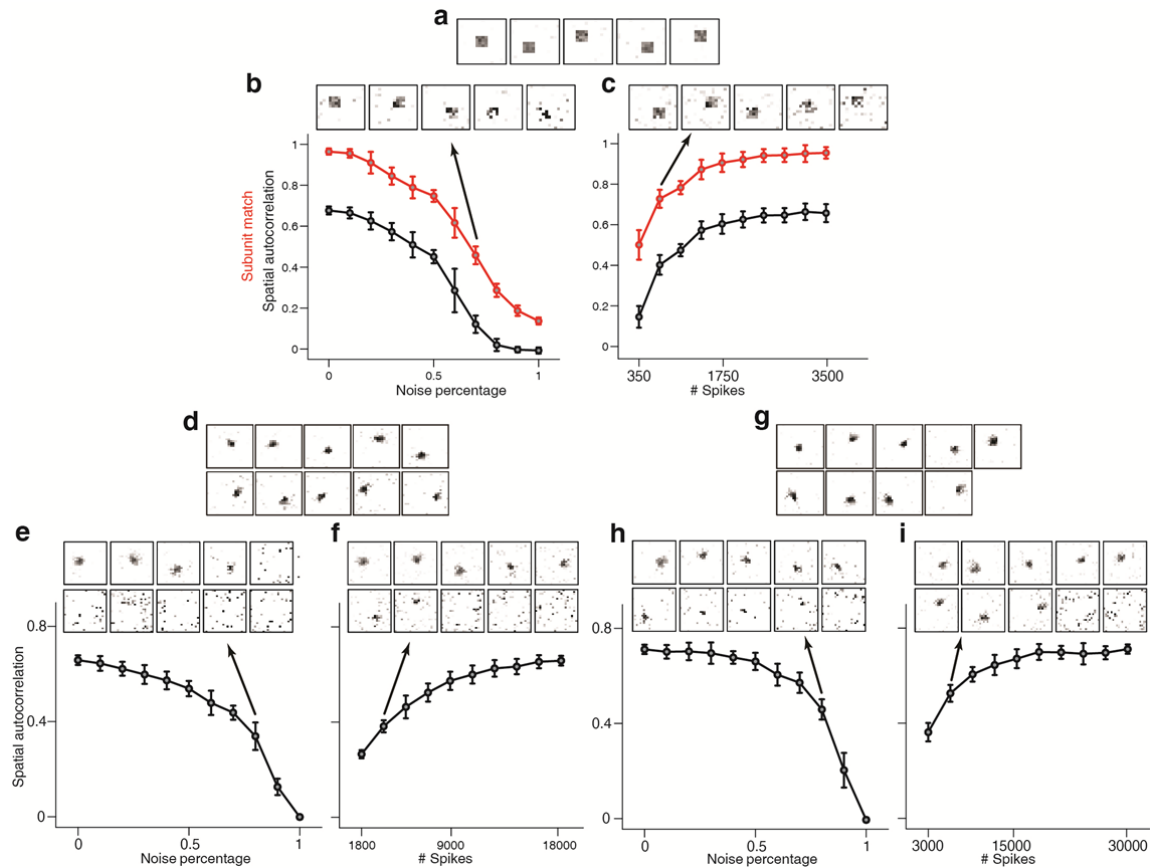 a
b
c
Subunit match
Spatial autocorrelation
1
0.8
0.6
0.4
0.2
0
0
0.5
1
Noise percentage
1
0.8
0.6
0.4
0.2
0
350
1750
3500
# Spikes
d
g
e
f
h
i
Spatial autocorrelation
0.8
0.4
0
0
0.5
1
Noise percentage
1800
9000
18000
# Spikes
0.8
0.4
0
0
0.5
1
Noise percentage
3000
15000
30000
# Spikes